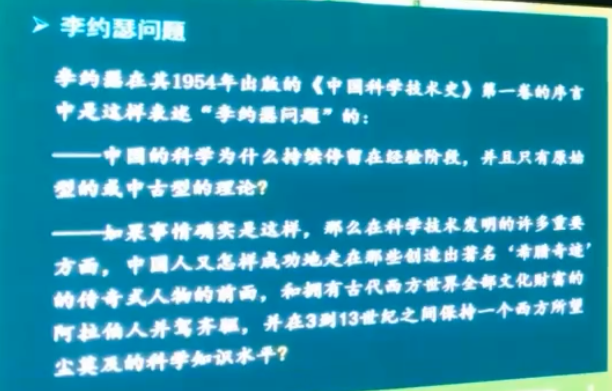 ➤ 李约瑟问题
李约瑟在其1954年出版的《中国科学技术史》第一卷的序言
中是这样表述“李约瑟问题”的：
——中国的科学为什么持续停留在经验阶段，并且只有原始
型的或中古型的理论？
——如果事情确实是这样，那么在科学技术发明的许多重要
方面，中国人又怎样成功地走在那些创造出著名‘希腊奇迹’
的传奇式人物的前面，和拥有古代西方世界全部文化财富的
阿拉伯人并驾齐驱，并在3到13世纪之间保持一个西方所望
尘莫及的科学知识水平？